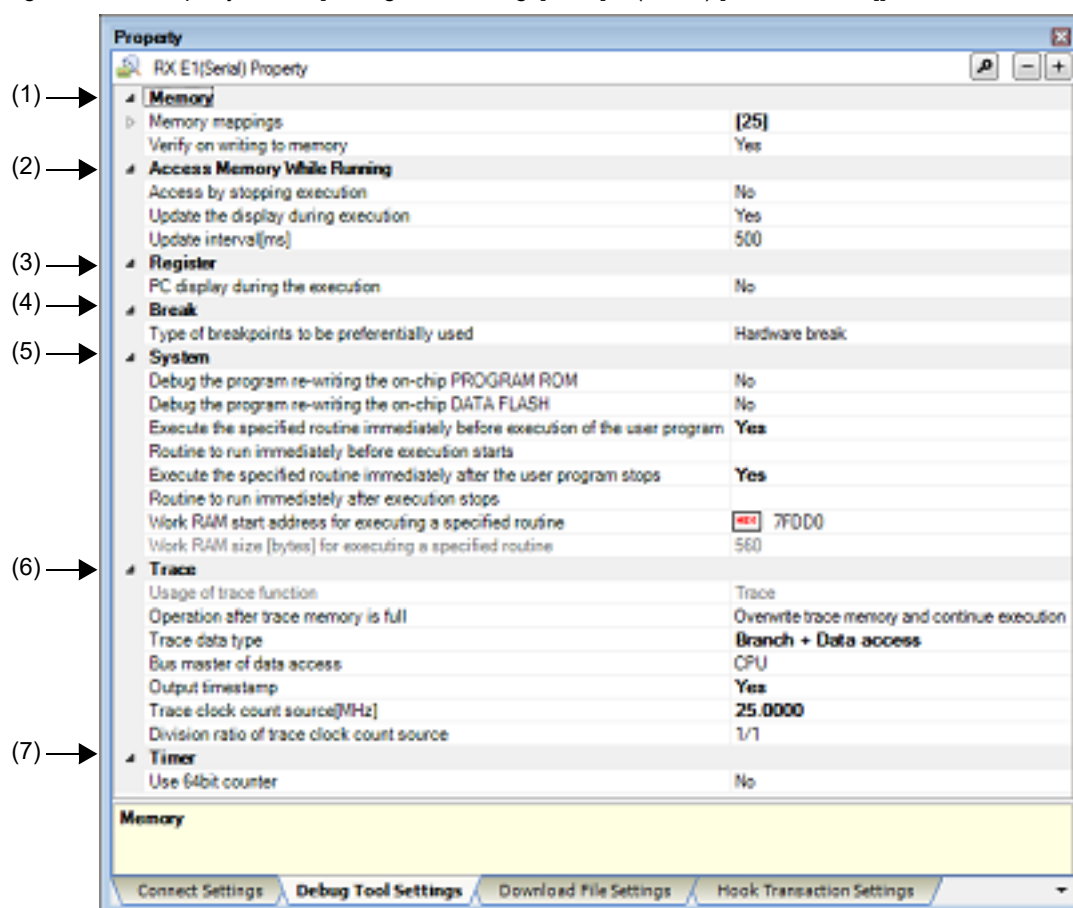 Property
RX E1(Serial) Property
(1) Memory
Memory mappings [25]
Verify on writing to memory Yes
(2) Access Memory While Running
Access by stopping execution No
Update the display during execution Yes
Update interval[ms] 500
(3) Register
PC display during the execution No
(4) Break
Type of breakpoints to be preferentially used Hardware break
(5) System
Debug the program re-writing the on-chip PROGRAM ROM No
Debug the program re-writing the on-chip DATA FLASH No
Execute the specified routine immediately before execution of the user program Yes
Routine to run immediately before execution starts
Execute the specified routine immediately after the user program stops Yes
Routine to run immediately after execution stops
Work RAM start address for executing a specified routine HEX 7FDD0
Work RAM size [bytes] for executing a specified routine 560
(6) Trace
Usage of trace function Trace
Operation after trace memory is full Overwrite trace memory and continue execution
Trace data type Branch + Data access
Bus master of data access CPU
Output timestamp Yes
Trace clock count source[MHz] 25.0000
Division ratio of trace clock count source 1/1
(7) Timer
Use 64bit counter No
Memory
Connect Settings Debug Tool Settings Download File Settings Hook Transaction Settings